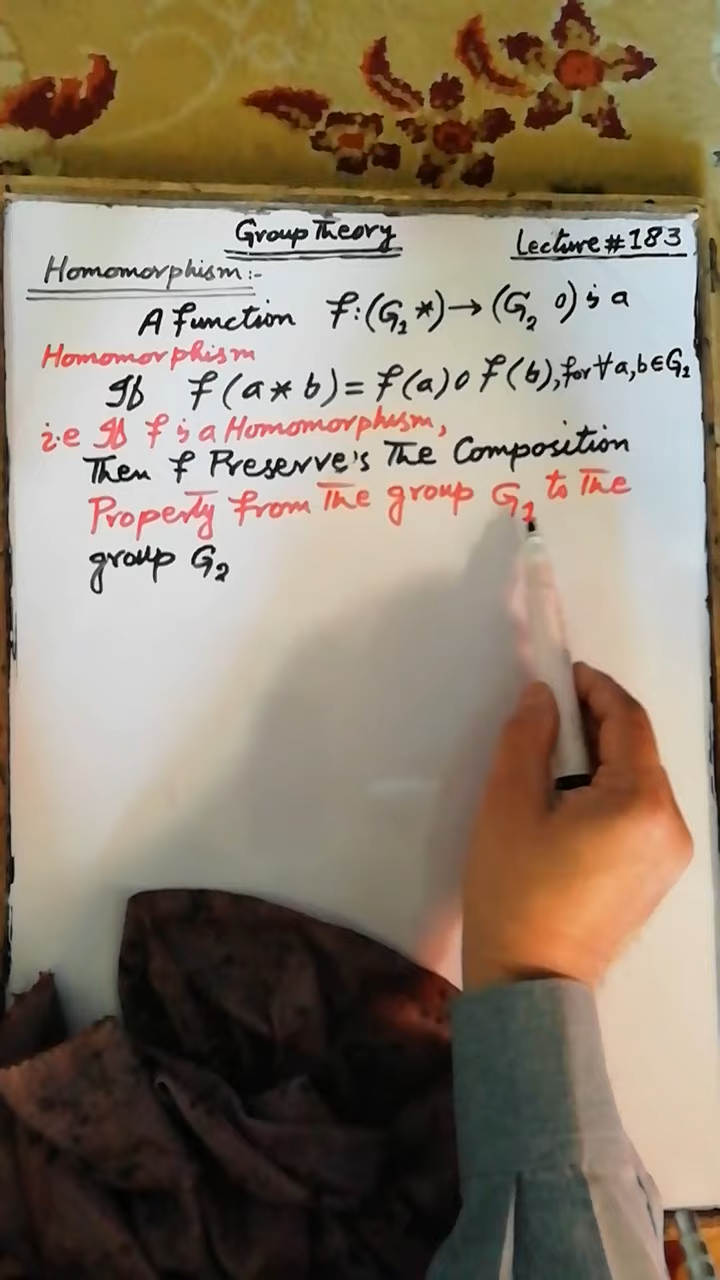 Group Theory
Lecture #183
Homomorphism:-
A function f:(G₁ *)→(G₂ o) is a
Homomorphism
If f(a * b) = f(a) o f(b), for ∀ a,b ∈ G₁
i.e If f is a Homomorphism,
Then f Preserve's The Composition
Property from The group G₁ to The
group G₂